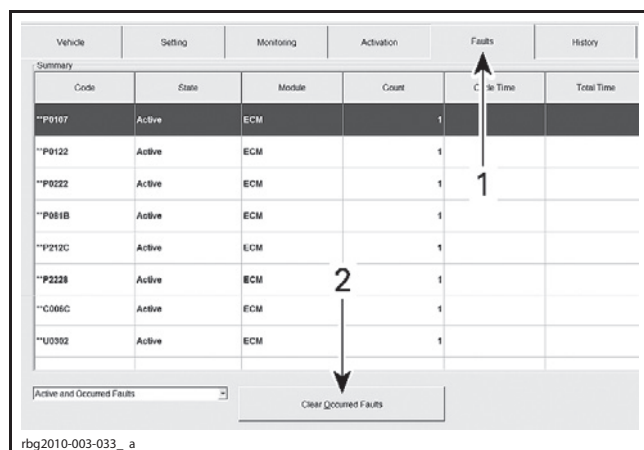 Vehicle Setting Monitoring Activation Faults History
Summary
Code State Module Count Cycle Time Total Time
**P0107 Active ECM 1
**P0122 Active ECM 1
**P0222 Active ECM 1
1
**P061B Active ECM 1
**P212C Active ECM 1
**P2228 Active ECM 1
2
**C006C Active ECM 1
**U0302 Active ECM 1
Active and Occurred Faults
Clear Occurred Faults
rbg2010-003-033_a